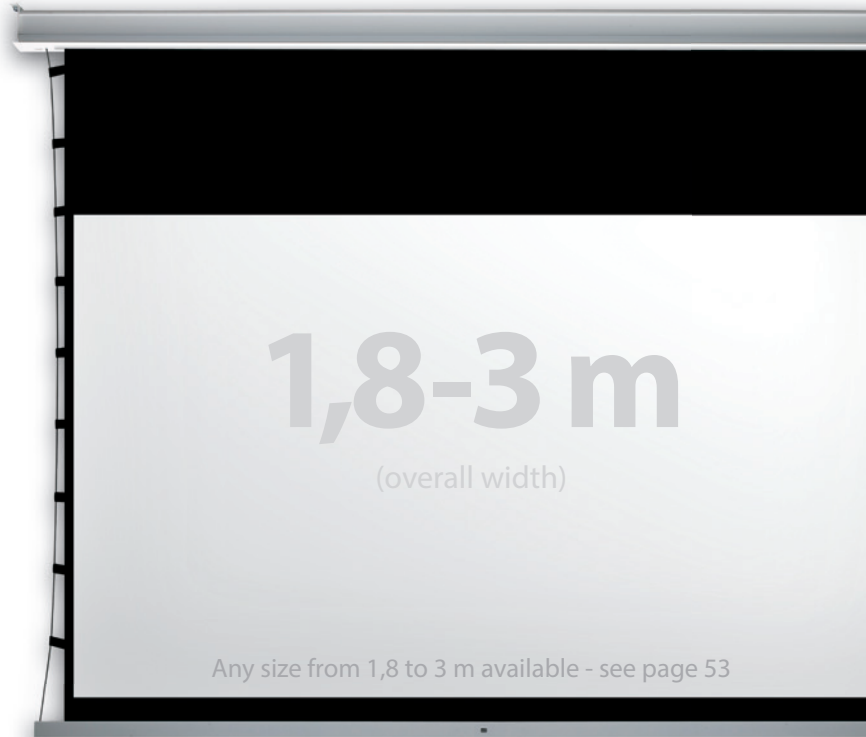 1,8-3 m
(overall width)
Any size from 1,8 to 3 m available - see page 53